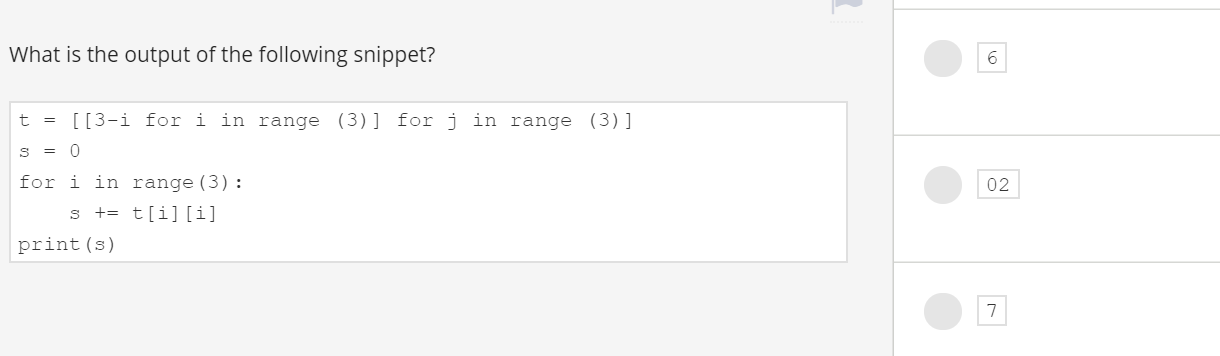 What is the output of the following snippet?
t = [[3-i for i in range (3)] for j in range (3)]
s = 0
for i in range(3):
    s += t[i][i]
print(s)
6
02
7